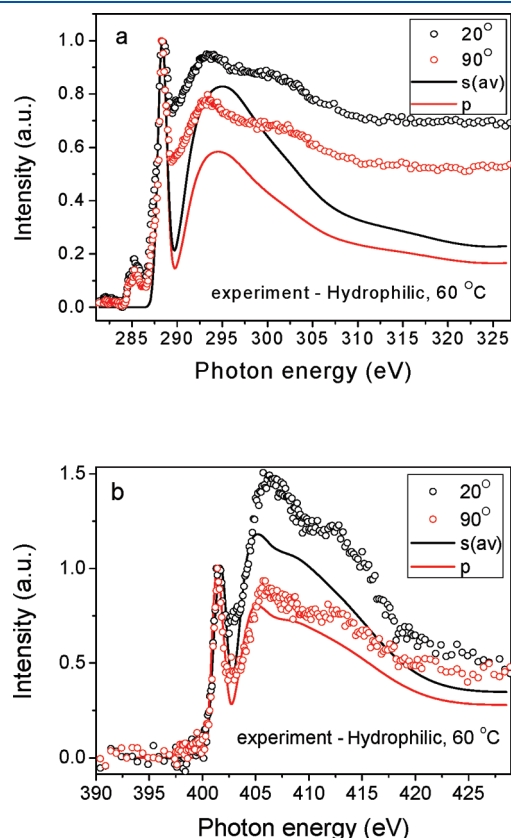 a
1.0
0.8
0.6
0.4
0.2
0.0
Intensity (a.u.)
20°
90°
s(av)
p
experiment - Hydrophilic, 60 °C
285 290 295 300 305 310 315 320 325
Photon energy (eV)
b
1.5
1.0
0.5
0.0
Intensity (a.u.)
20°
90°
s(av)
p
experiment - Hydrophilic, 60 °C
390 395 400 405 410 415 420 425
Photon energy (eV)